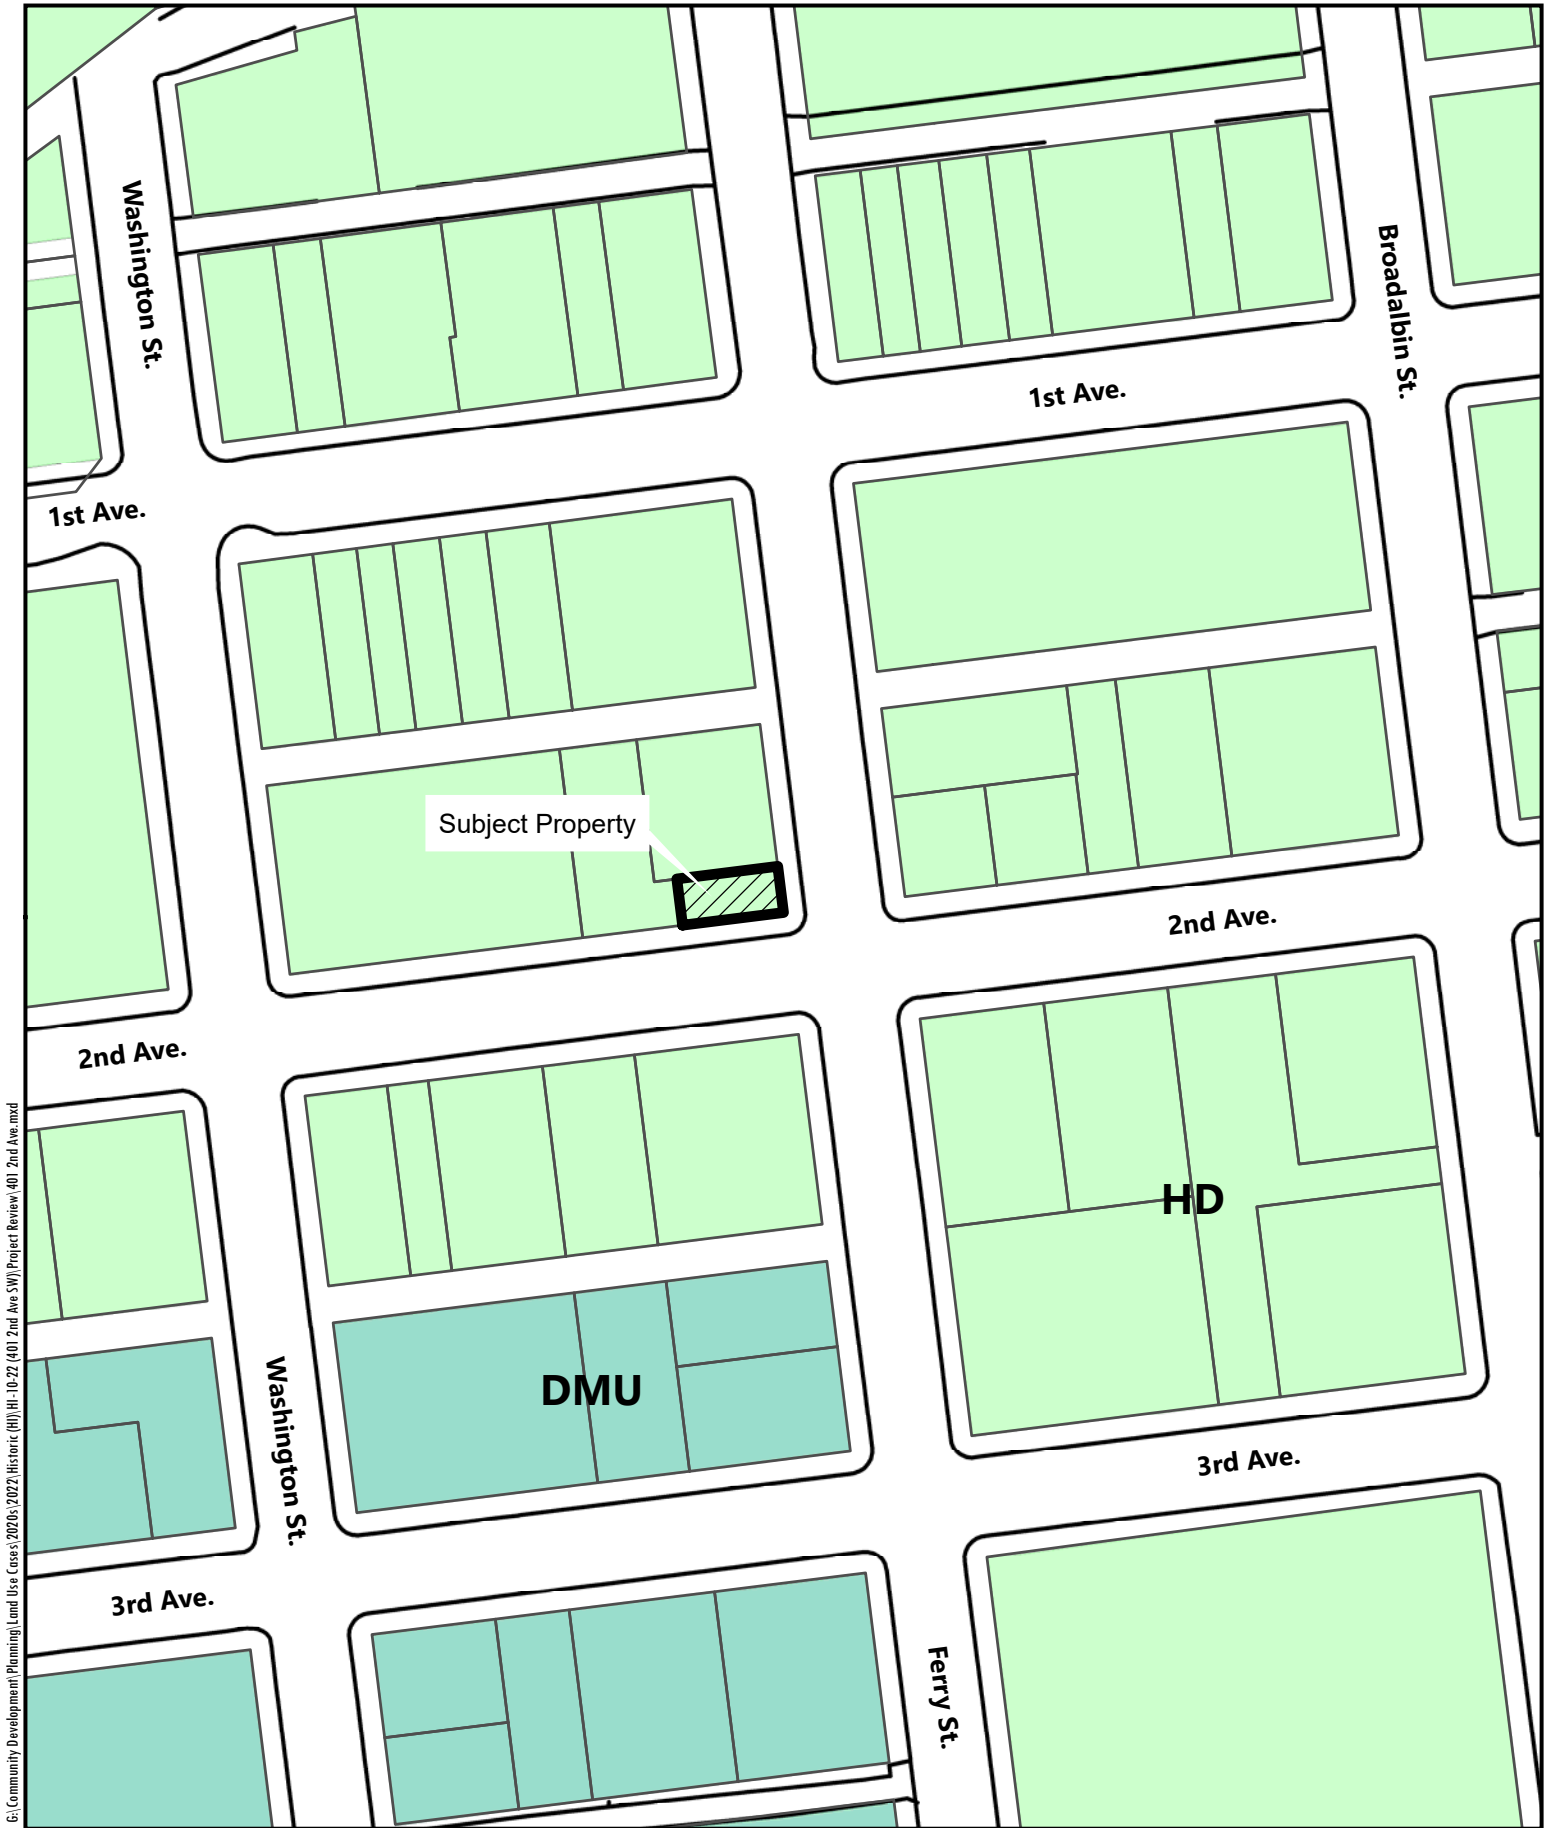 Washington St.
Broadalbin St.
1st Ave.
1st Ave.
Subject Property
2nd Ave.
2nd Ave.
HD
DMU
Washington St.
3rd Ave.
3rd Ave.
Ferry St.
G:\Community Development\Planning\Land Use Cases\2020s\2022\Historic (HI)\HI-10-22 (401 2nd Ave SW)\Project Review\401 2nd Ave.mxd